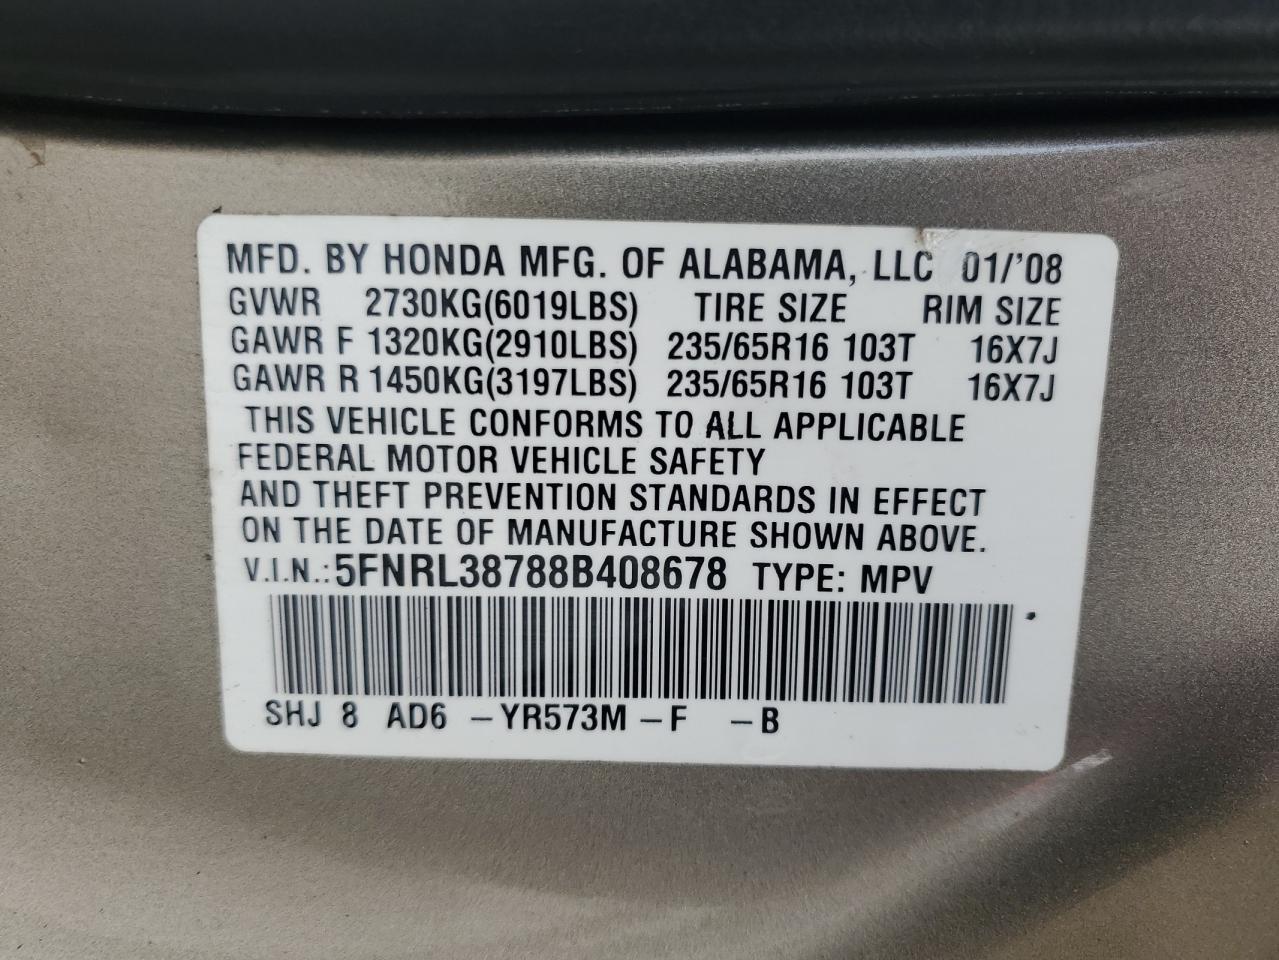 MFD. BY HONDA MFG. OF ALABAMA, LLC 01/'08
GVWR 2730KG(6019LBS) TIRE SIZE RIM SIZE
GAWR F 1320KG(2910LBS) 235/65R16 103T 16X7J
GAWR R 1450KG(3197LBS) 235/65R16 103T 16X7J
THIS VEHICLE CONFORMS TO ALL APPLICABLE
FEDERAL MOTOR VEHICLE SAFETY
AND THEFT PREVENTION STANDARDS IN EFFECT
ON THE DATE OF MANUFACTURE SHOWN ABOVE.
V.I.N.: 5FNRL38788B408678 TYPE: MPV
SHJ 8 AD6 -YR573M-F -B